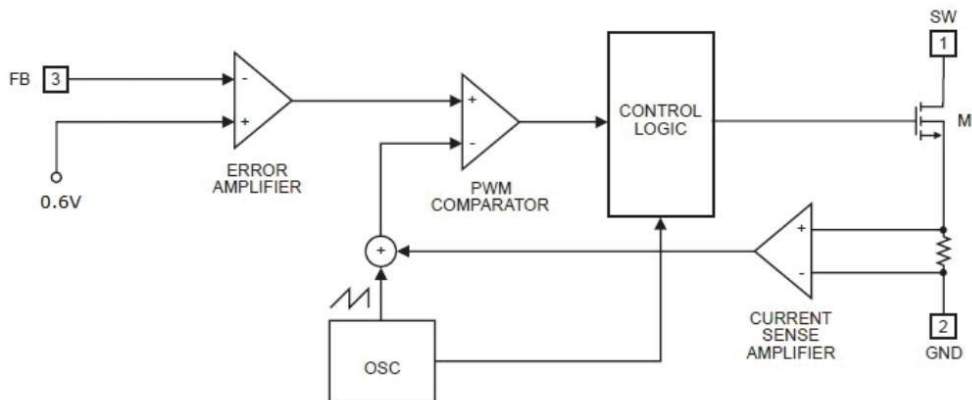 SW
1
FB 3
-
+
0.6V
ERROR
AMPLIFIER
+
-
PWM
COMPARATOR
CONTROL
LOGIC
M
+
+
-
CURRENT
SENSE
AMPLIFIER
2
GND
OSC